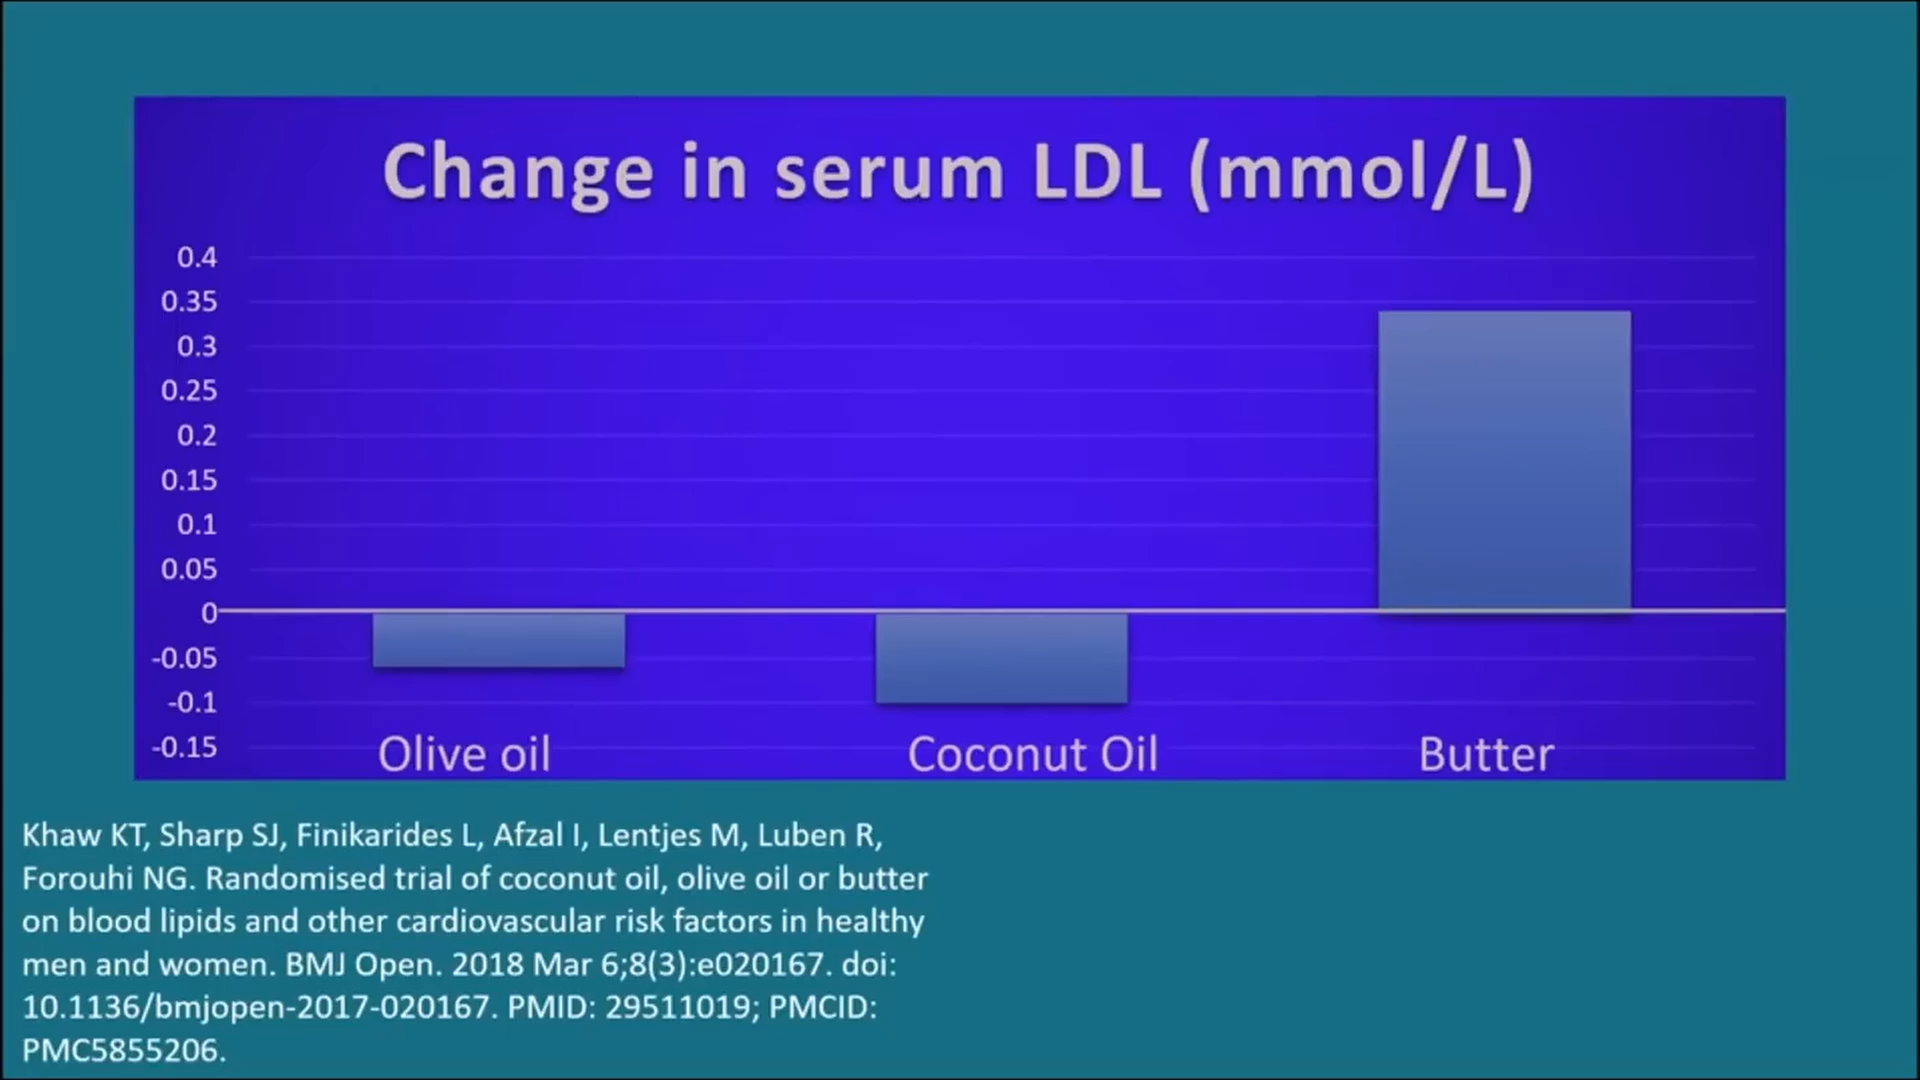 Change in serum LDL (mmol/L)
0.4
0.35
0.3
0.25
0.2
0.15
0.1
0.05
0
-0.05
-0.1
-0.15
Olive oil
Coconut Oil
Butter
Khaw KT, Sharp SJ, Finikarides L, Afzal I, Lentjes M, Luben R,
Forouhi NG. Randomised trial of coconut oil, olive oil or butter
on blood lipids and other cardiovascular risk factors in healthy
men and women. BMJ Open. 2018 Mar 6;8(3):e020167. doi:
10.1136/bmjopen-2017-020167. PMID: 29511019; PMCID:
PMC5855206.